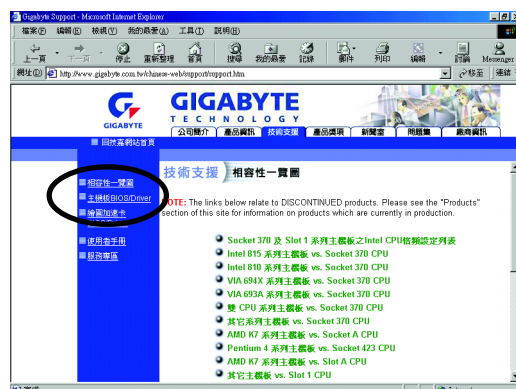 Gigabyte Support - Microsoft Internet Explorer
檔案(F) 編輯(E) 檢視(V) 我的最愛(A) 工具(T) 說明(H)
上一頁 下一頁 停止 重新整理 首頁 搜尋 我的最愛 記錄 郵件 列印 編輯 討論 Messenger
網址(D) http://www.gigabyte.com.tw/chinese-web/support/support.htm 移至 連結
GIGABYTE
GIGABYTE
TECHNOLOGY
公司簡介 產品資訊 技術支援 產品獎項 新聞室 問題集 廠商資訊
回技嘉網站首頁
技術支援 相容性一覽圖
相容性一覽圖
主機板BIOS/Driver
繪圖加速卡
使用者手冊
服務專區
NOTE: The links below relate to DISCONTINUED products. Please see the "Products"
section of this site for information on products which are currently in production.
Socket 370 及 Slot 1 系列主機板之Intel CPU倍頻設定列表
Intel 815 系列主機板 vs. Socket 370 CPU
Intel 810 系列主機板 vs. Socket 370 CPU
VIA 694X 系列主機板 vs. Socket 370 CPU
VIA 693A 系列主機板 vs. Socket 370 CPU
雙 CPU 系列主機板 vs. Socket 370 CPU
其它系列主機板 vs. Socket 370 CPU
AMD K7 系列主機板 vs. Socket A CPU
Pentium 4 系列主機板 vs. Socket 423 CPU
AMD K7 系列主機板 vs. Slot A CPU
其它主機板 vs. Slot 1 CPU